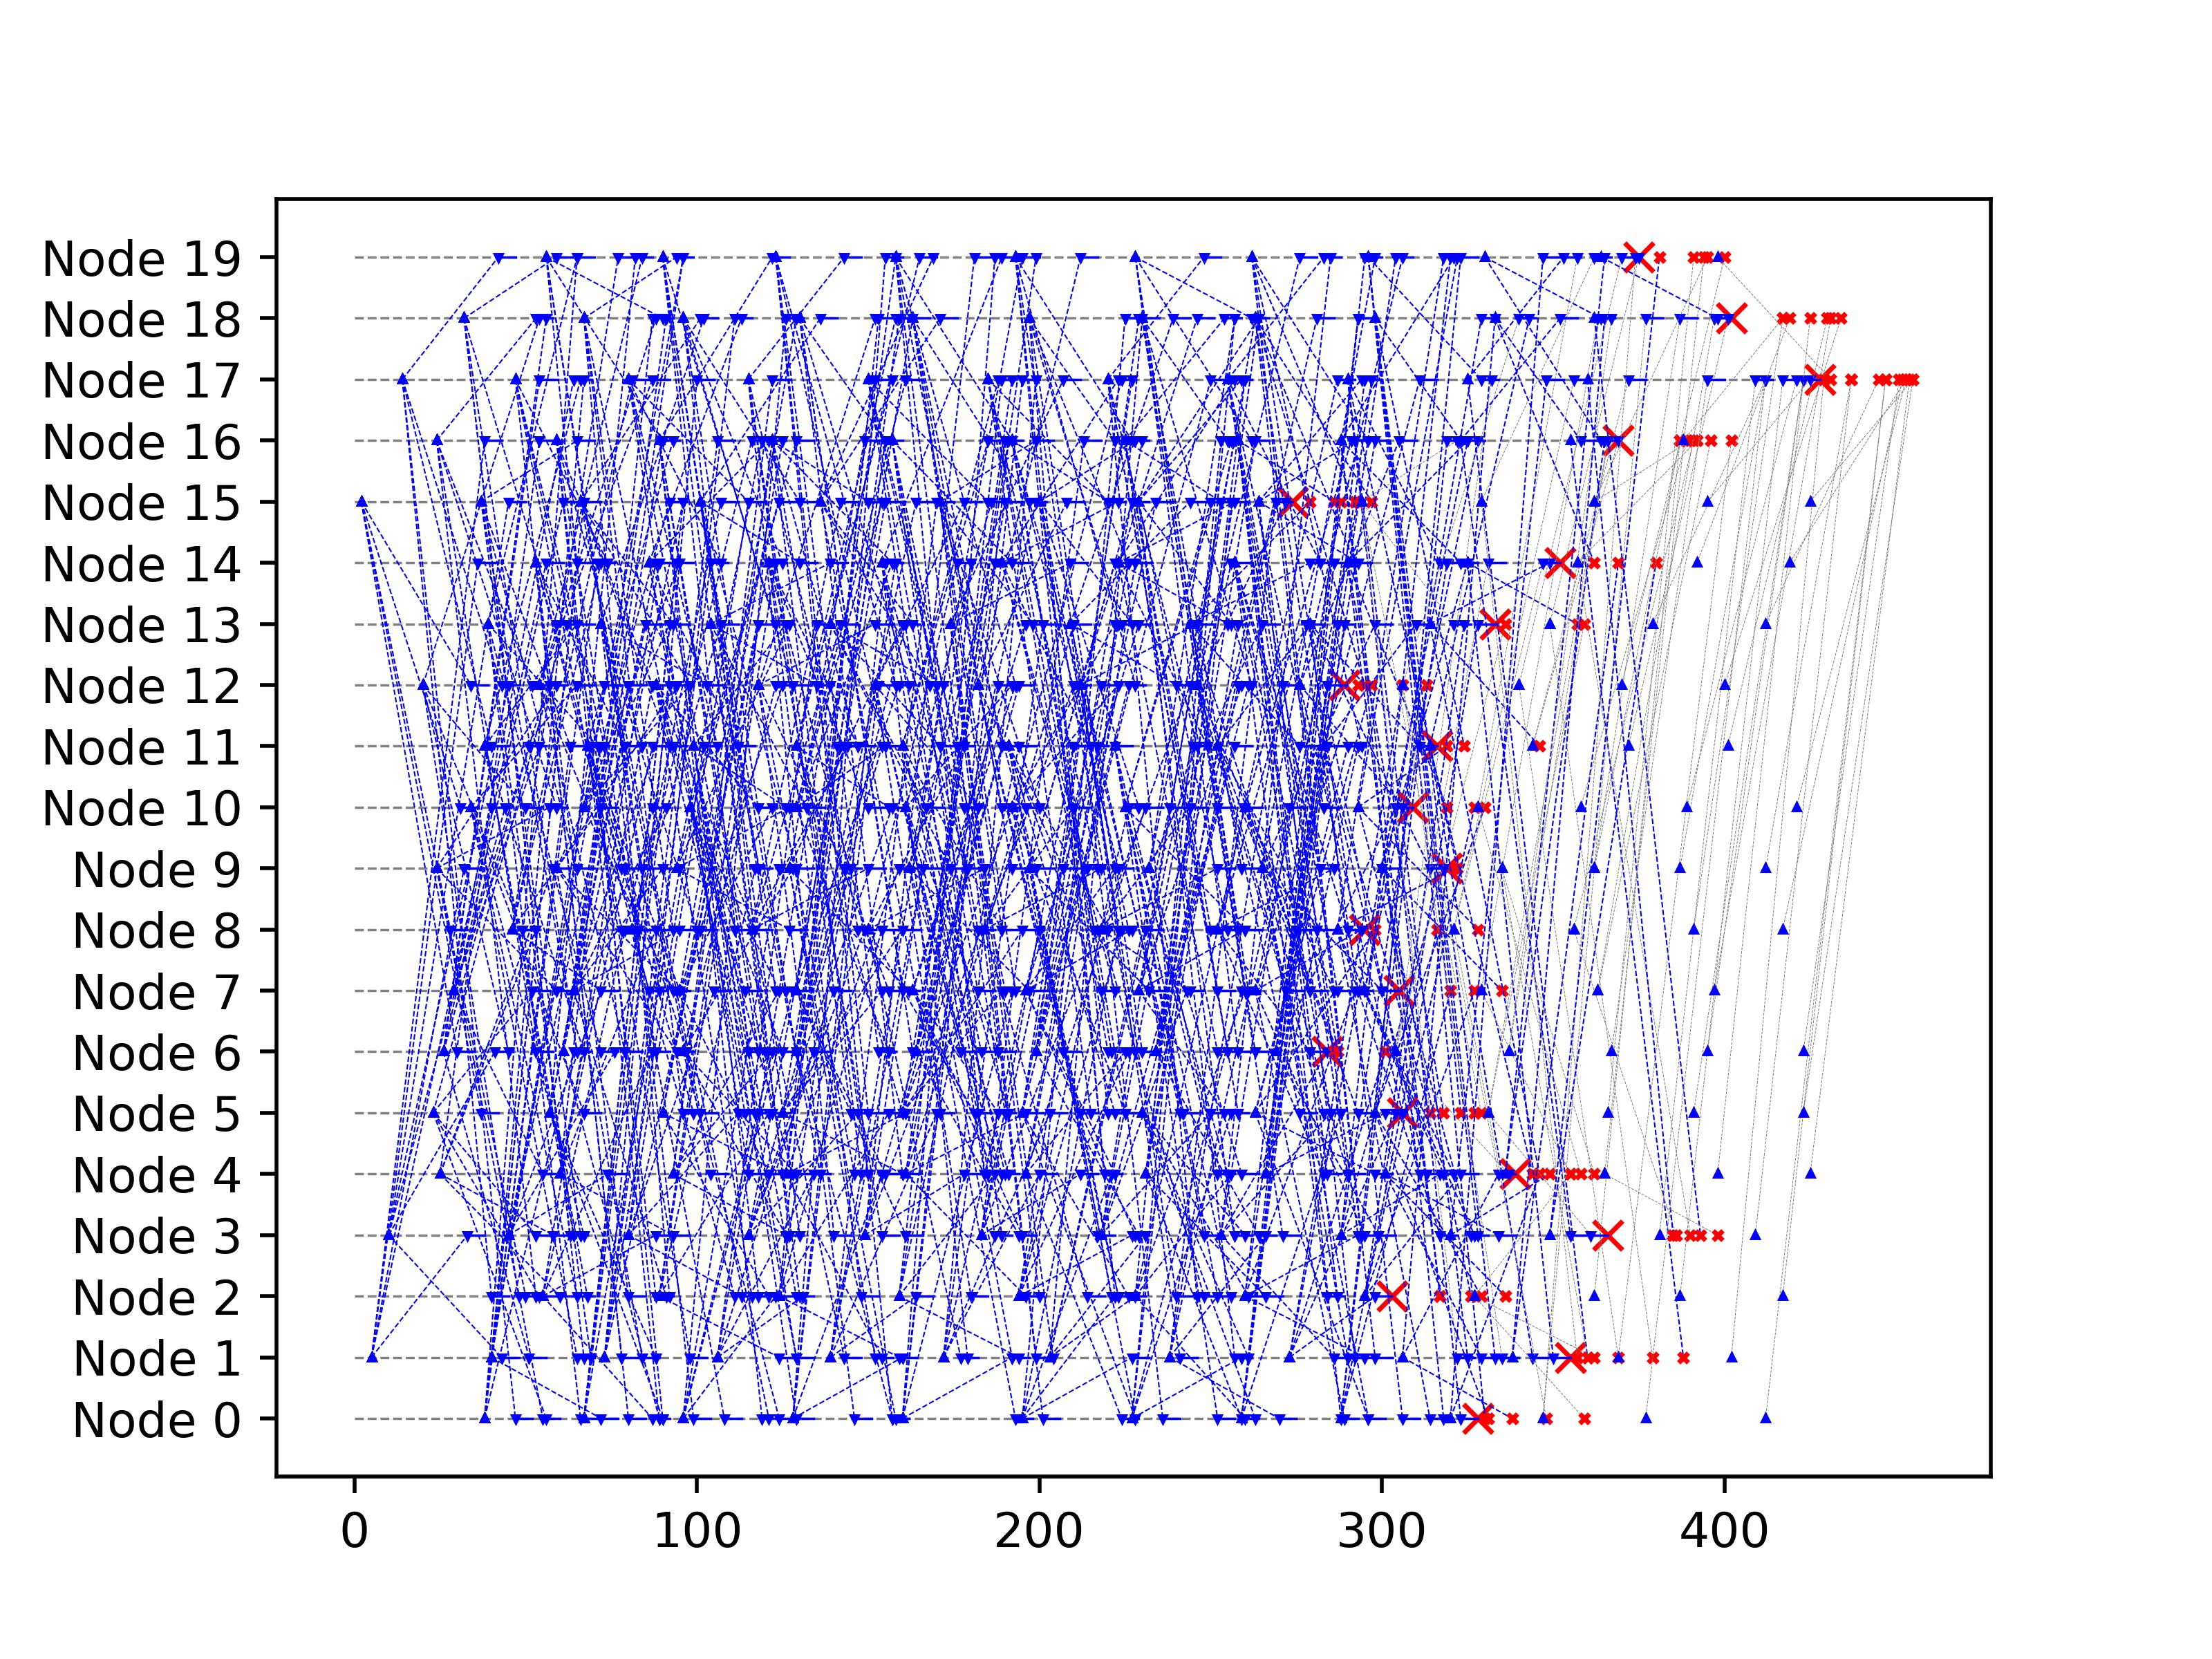 Node 19
Node 18
Node 17
Node 16
Node 15
Node 14
Node 13
Node 12
Node 11
Node 10
Node 9
Node 8
Node 7
Node 6
Node 5
Node 4
Node 3
Node 2
Node 1
Node 0
0 100 200 300 400